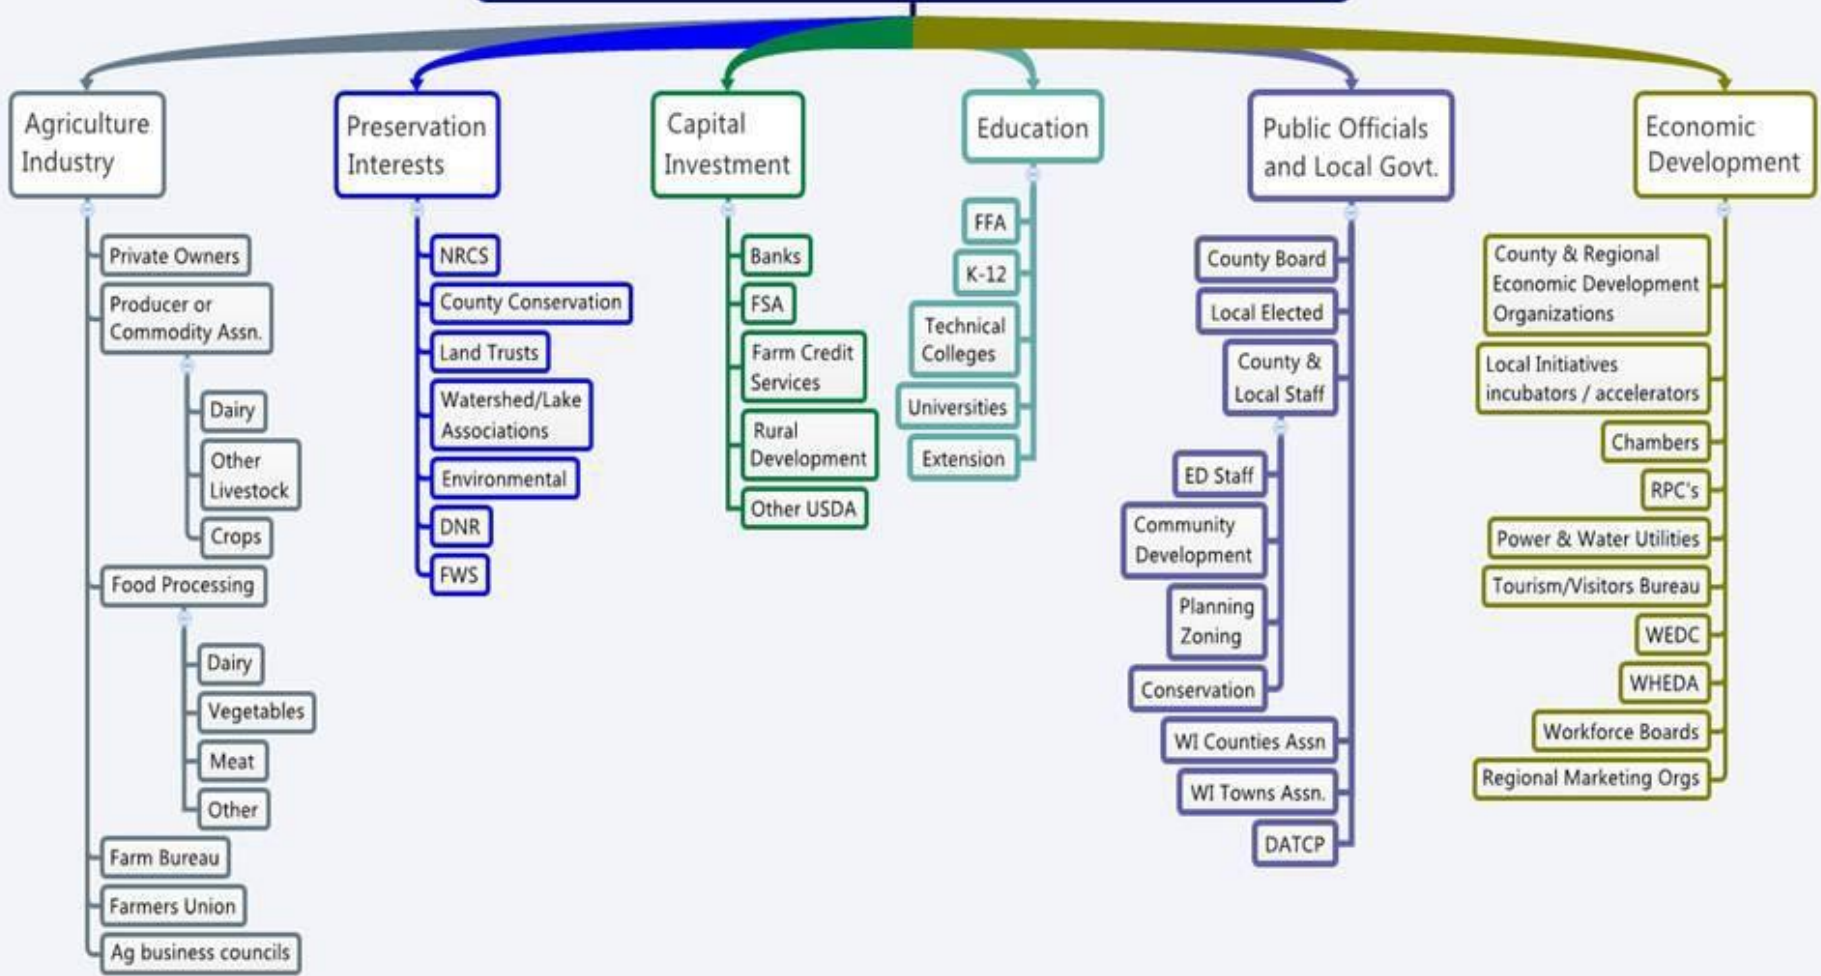 Agriculture
Industry
Private Owners
Producer or
Commodity Assn.
Dairy
Other
Livestock
Crops
Food Processing
Dairy
Vegetables
Meat
Other
Farm Bureau
Farmers Union
Ag business councils
Preservation
Interests
NRCS
County Conservation
Land Trusts
Watershed/Lake
Associations
Environmental
DNR
FWS
Capital
Investment
Banks
FSA
Farm Credit
Services
Rural
Development
Other USDA
Education
FFA
K-12
Technical
Colleges
Universities
Extension
Public Officials
and Local Govt.
County Board
Local Elected
County &
Local Staff
ED Staff
Community
Development
Planning
Zoning
Conservation
WI Counties Assn
WI Towns Assn.
DATCP
Economic
Development
County & Regional
Economic Development
Organizations
Local Initiatives
incubators / accelerators
Chambers
RPC's
Power & Water Utilities
Tourism/Visitors Bureau
WEDC
WHEDA
Workforce Boards
Regional Marketing Orgs